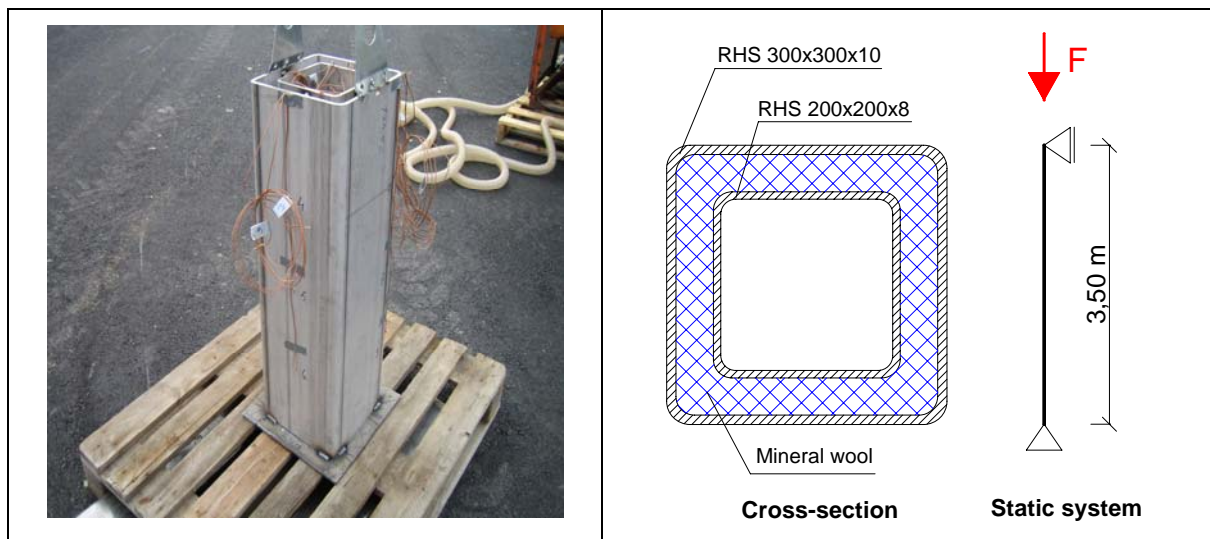 RHS 300x300x10
RHS 200x200x8
F
3,50 m
Mineral wool
Cross-section
Static system